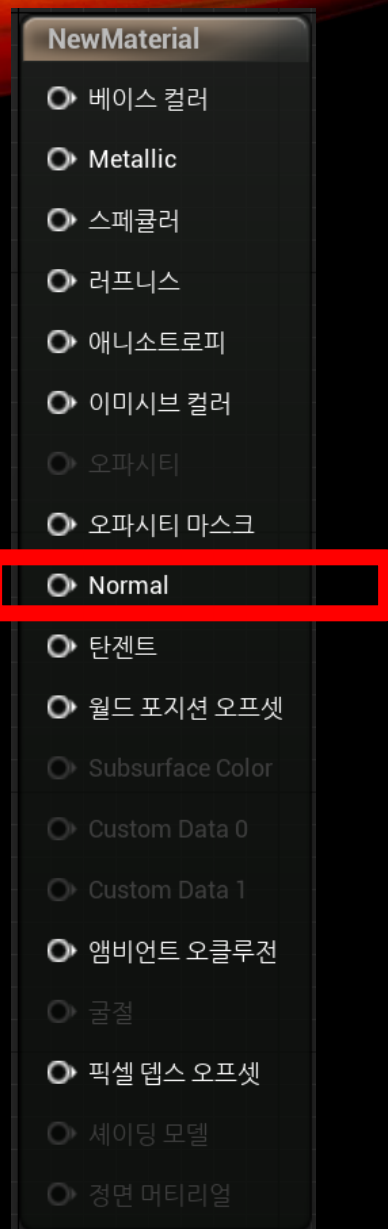 NewMaterial
베이스 컬러
Metallic
스페큘러
러프니스
애니소트로피
이미시브 컬러
오파시티
오파시티 마스크
Normal
탄젠트
월드 포지션 오프셋
Subsurface Color
Custom Data 0
Custom Data 1
앰비언트 오클루전
굴절
픽셀 뎁스 오프셋
셰이딩 모델
정면 머티리얼